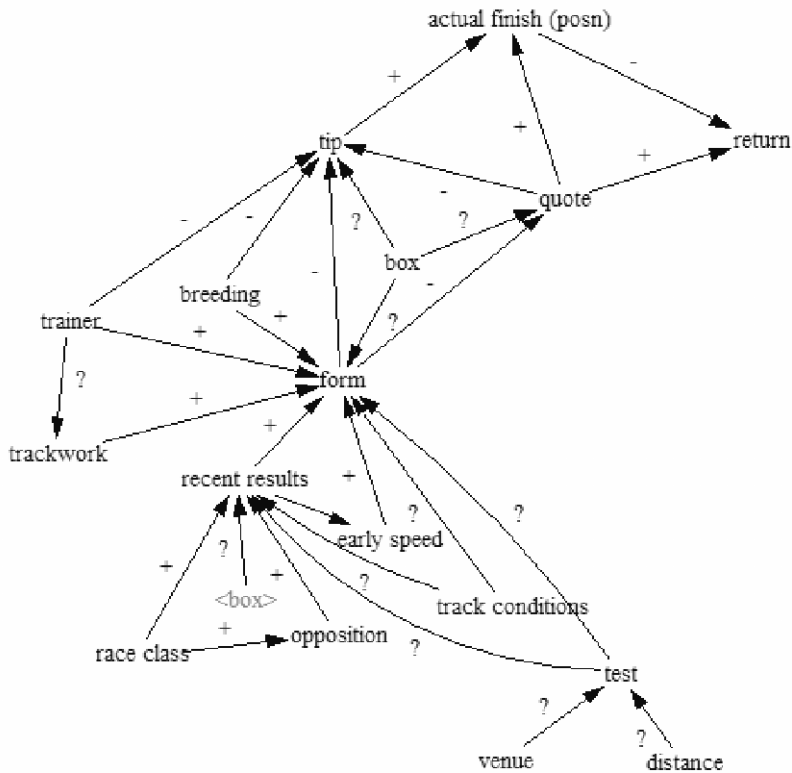 actual finish (posn)
+
-
tip
+
+
return
-
-
-
?
?
quote
box
-
breeding
-
trainer
+
+
?
?
form
+
trackwork
+
recent results
+
?
?
early speed
+
?
+
?
<box>
track conditions
+
opposition
race class
?
test
?
?
venue
distance